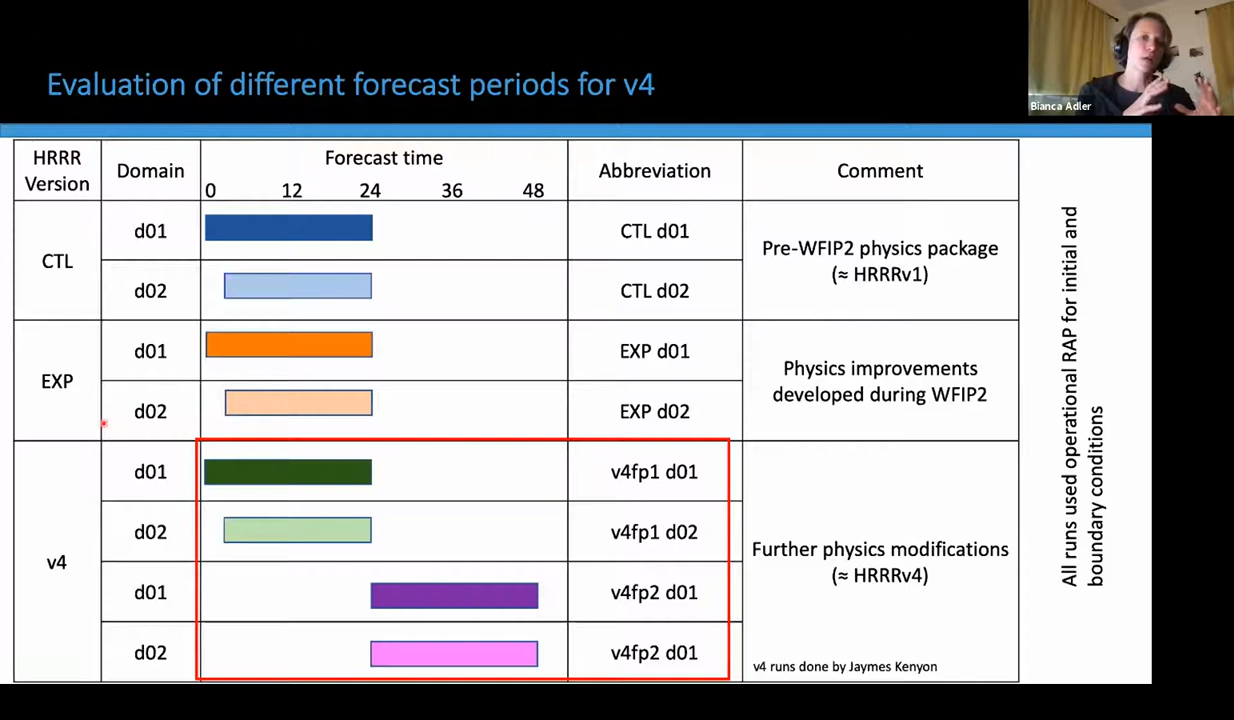 Bianca Adler
Evaluation of different forecast periods for v4
HRRR
Version
Domain
Forecast time
0 12 24 36 48
Abbreviation
Comment
CTL
d01
CTL d01
d02
CTL d02
Pre-WFIP2 physics package
(≈ HRRRv1)
EXP
d01
EXP d01
d02
EXP d02
Physics improvements
developed during WFIP2
v4
d01
v4fp1 d01
d02
v4fp1 d02
d01
v4fp2 d01
d02
v4fp2 d01
Further physics modifications
(≈ HRRRv4)
v4 runs done by Jaymes Kenyon
All runs used operational RAP for initial and
boundary conditions